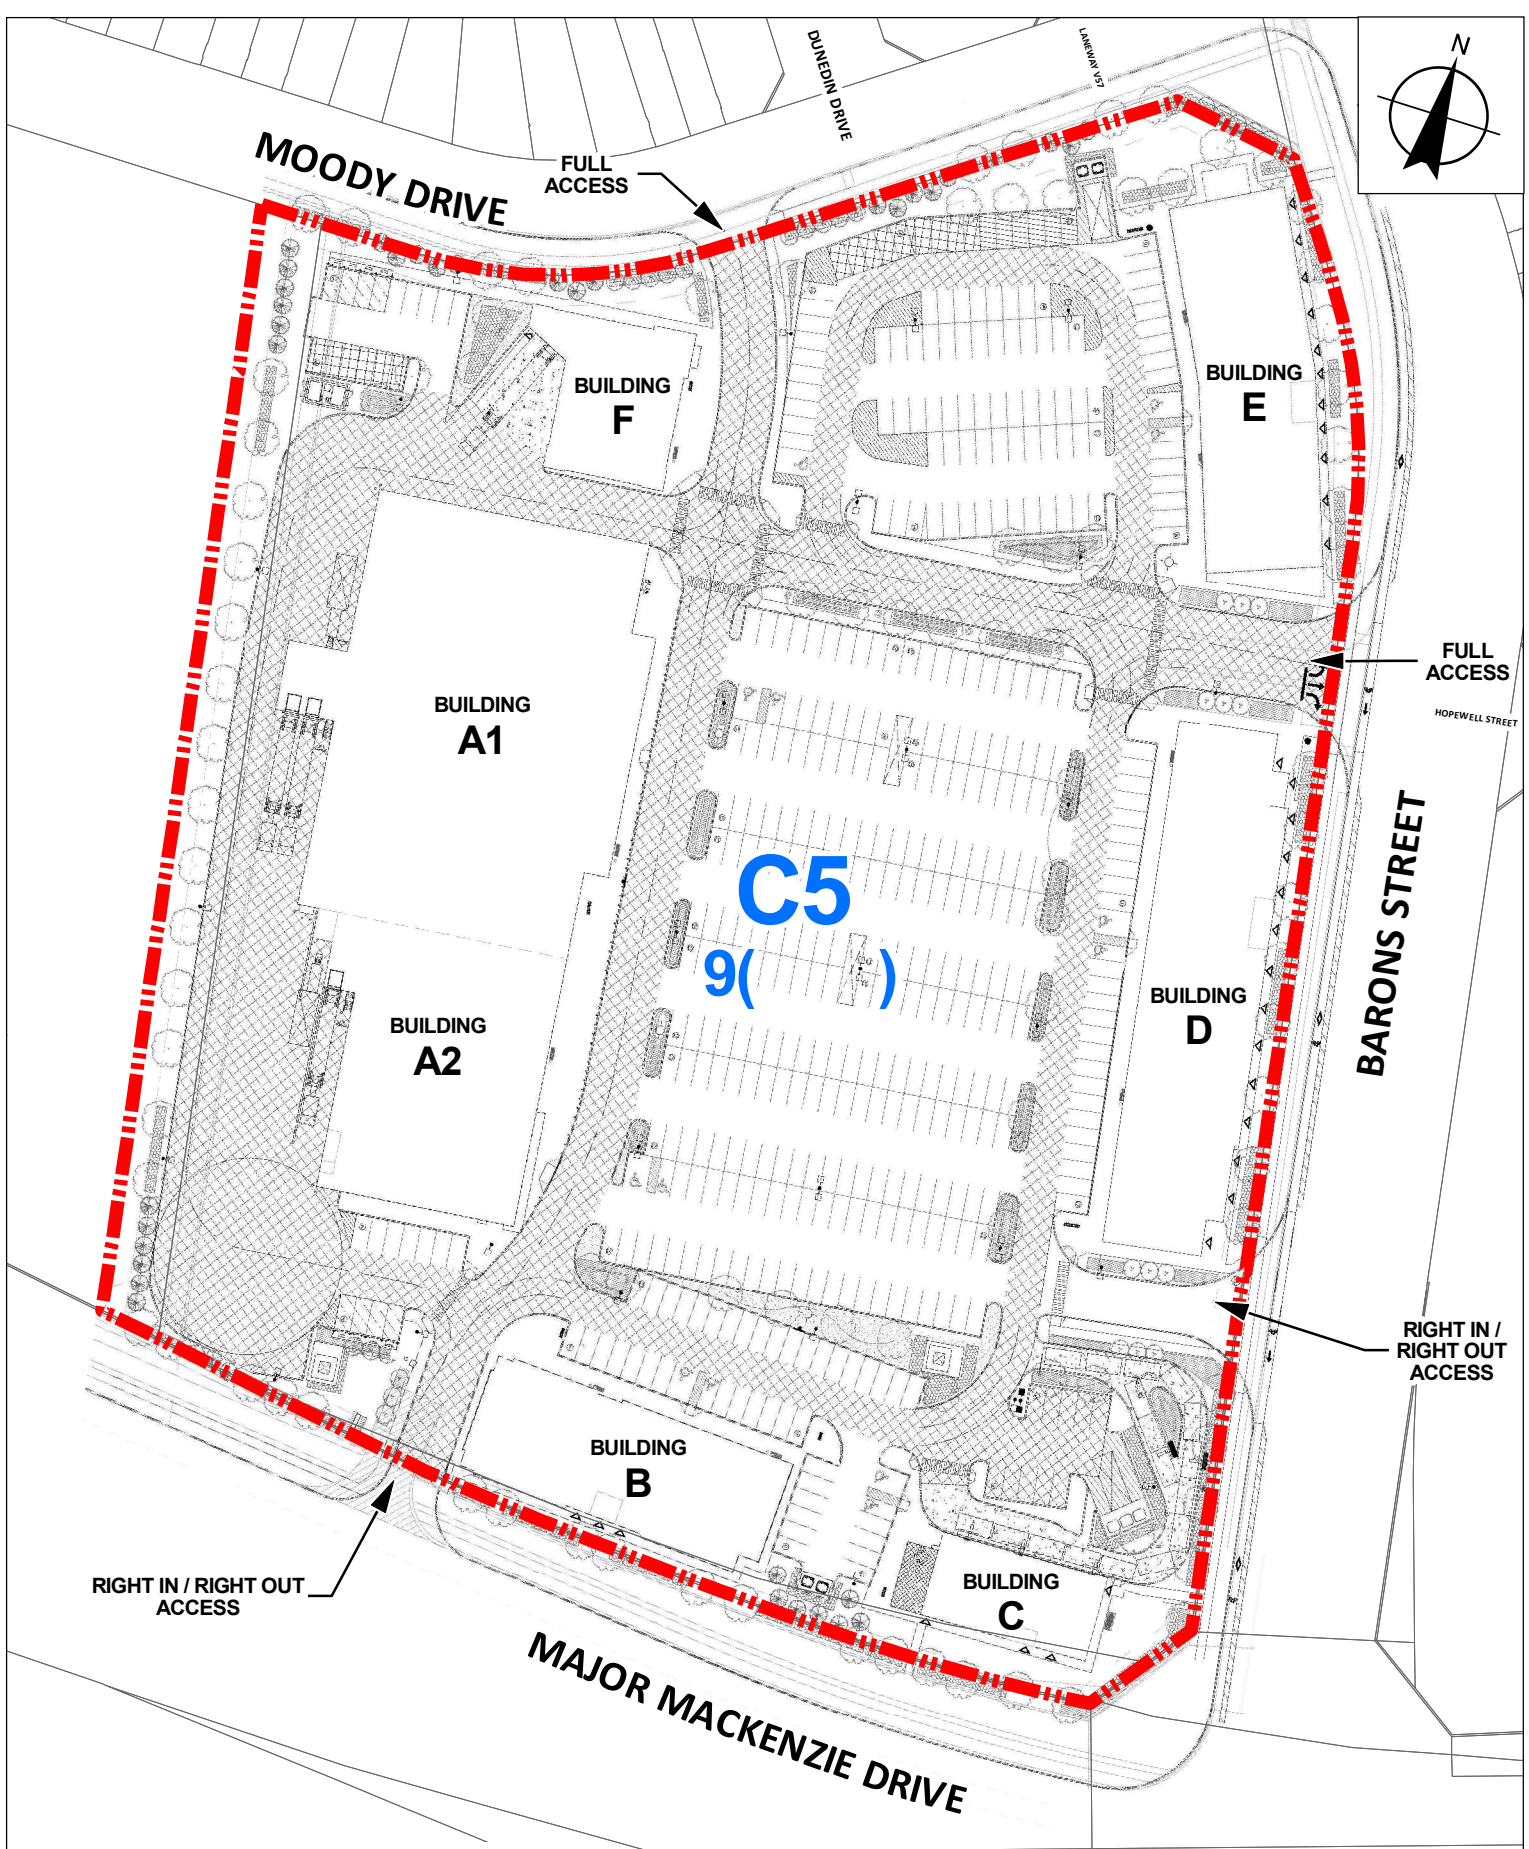 N
DUNEDIN DRIVE
LANEWAY V57
MOODY DRIVE
FULL
ACCESS
BUILDING
F
BUILDING
E
FULL
ACCESS
HOPEWELL STREET
BUILDING
A1
C5
9( )
BARONS STREET
BUILDING
D
BUILDING
A2
RIGHT IN /
RIGHT OUT
ACCESS
BUILDING
B
BUILDING
C
RIGHT IN / RIGHT OUT
ACCESS
MAJOR MACKENZIE DRIVE